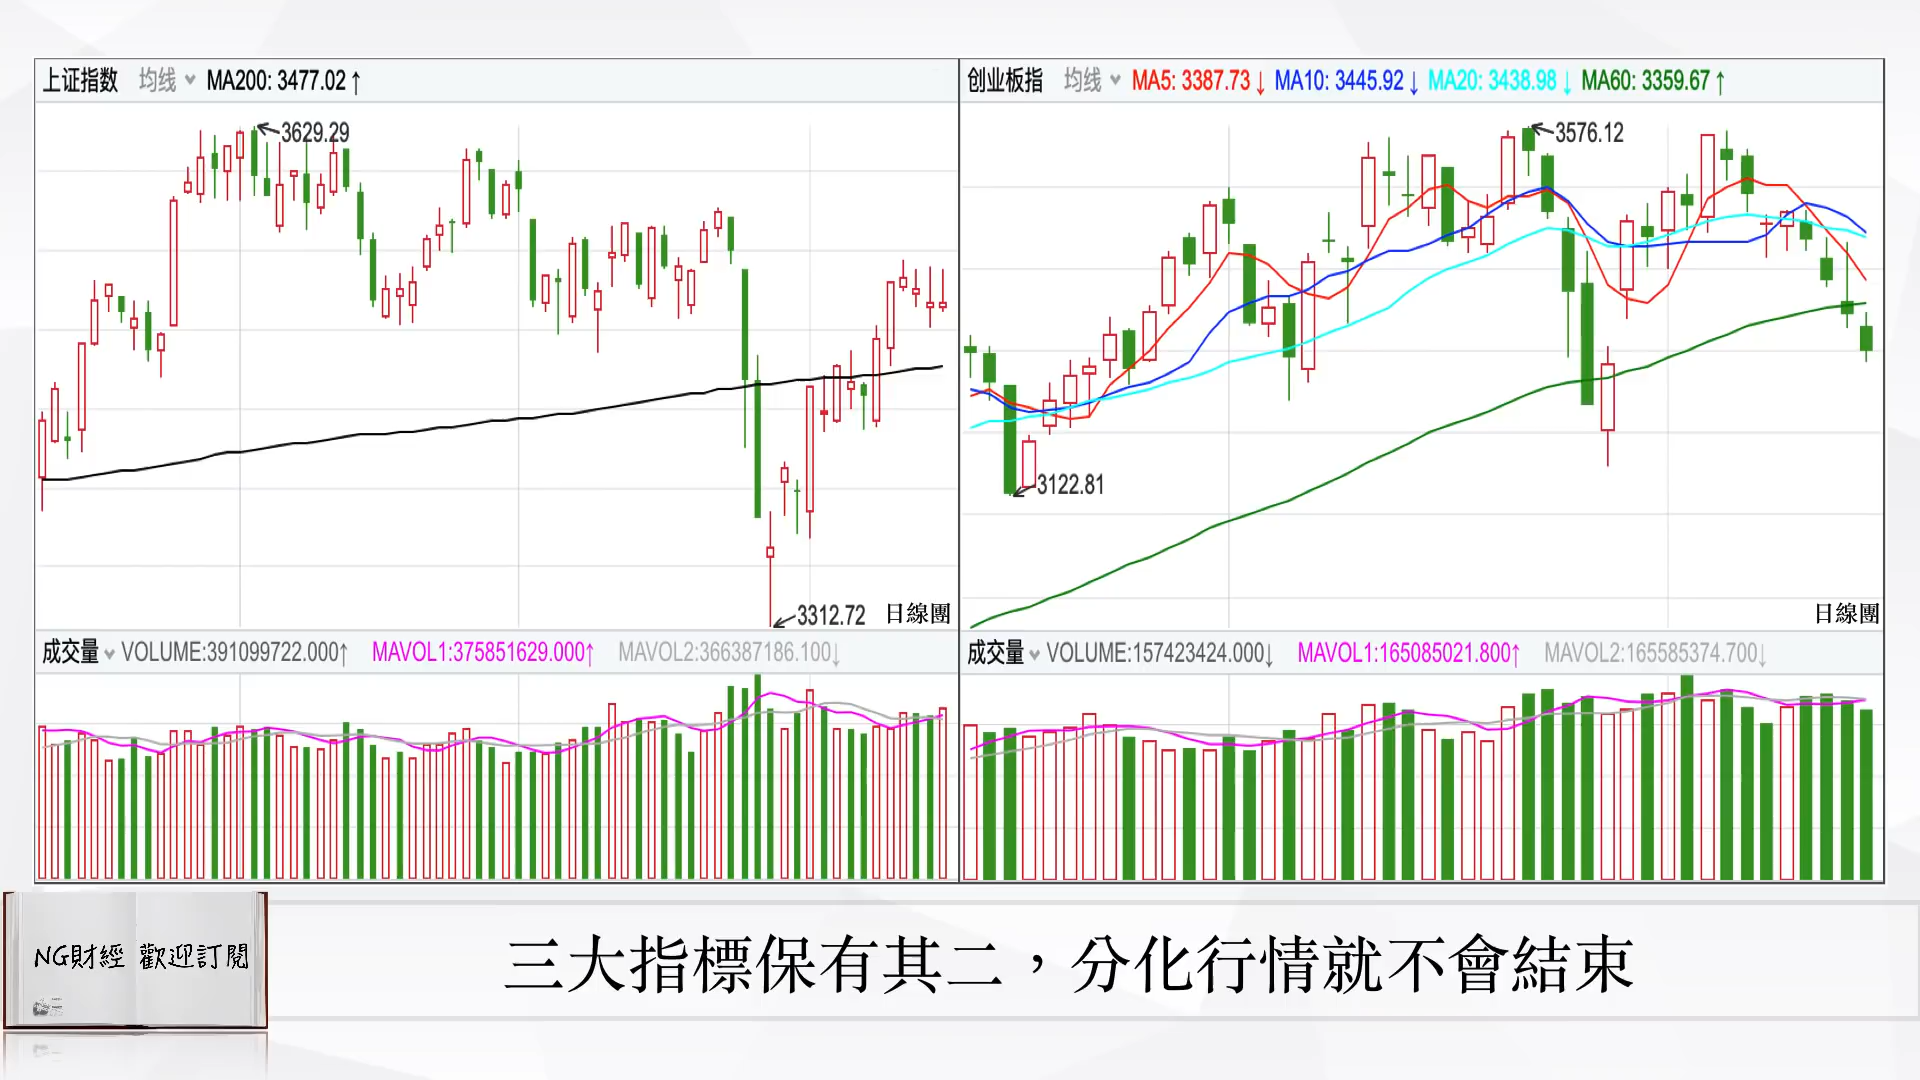 上证指数 均线 MA200: 3477.02↑
3629.29
3312.72
日線圖
成交量 VOLUME:391099722.000↑ MAVOL1:375851629.000↑ MAVOL2:366387186.100↓
创业板指 均线 MA5: 3387.73↓ MA10: 3445.92↓ MA20: 3438.98↓ MA60: 3359.67↑
3576.12
3122.81
日線圖
成交量 VOLUME:157423424.000↓ MAVOL1:165085021.800↑ MAVOL2:165585374.700↓
NG財經 歡迎訂閱
三大指標保有其二，分化行情就不會結束